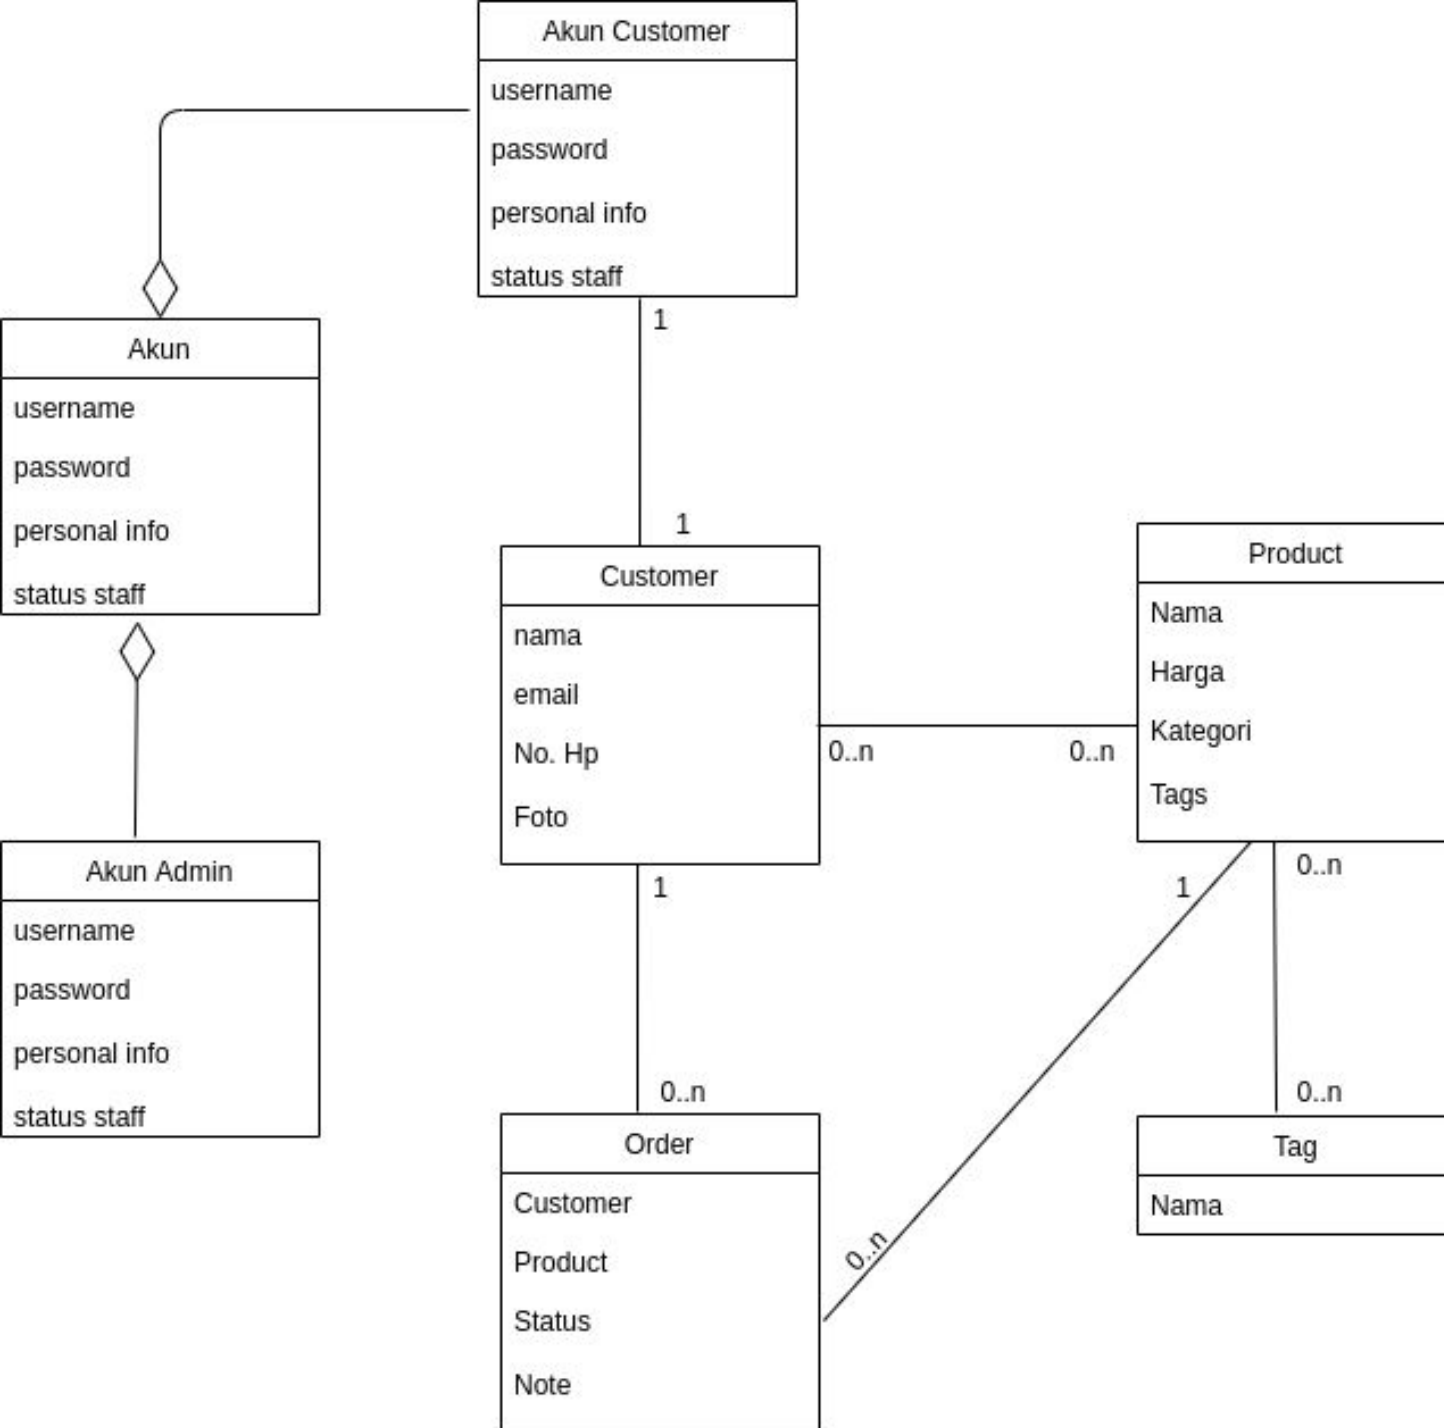 Akun Customer
username
password
personal info
status staff
1
Akun
username
password
personal info
status staff
1
Customer
nama
email
No. Hp
Foto
0..n
0..n
Product
Nama
Harga
Kategori
Tags
1
0..n
1
0..n
0..n
0..n
Akun Admin
username
password
personal info
status staff
Order
Customer
Product
Status
Note
Tag
Nama